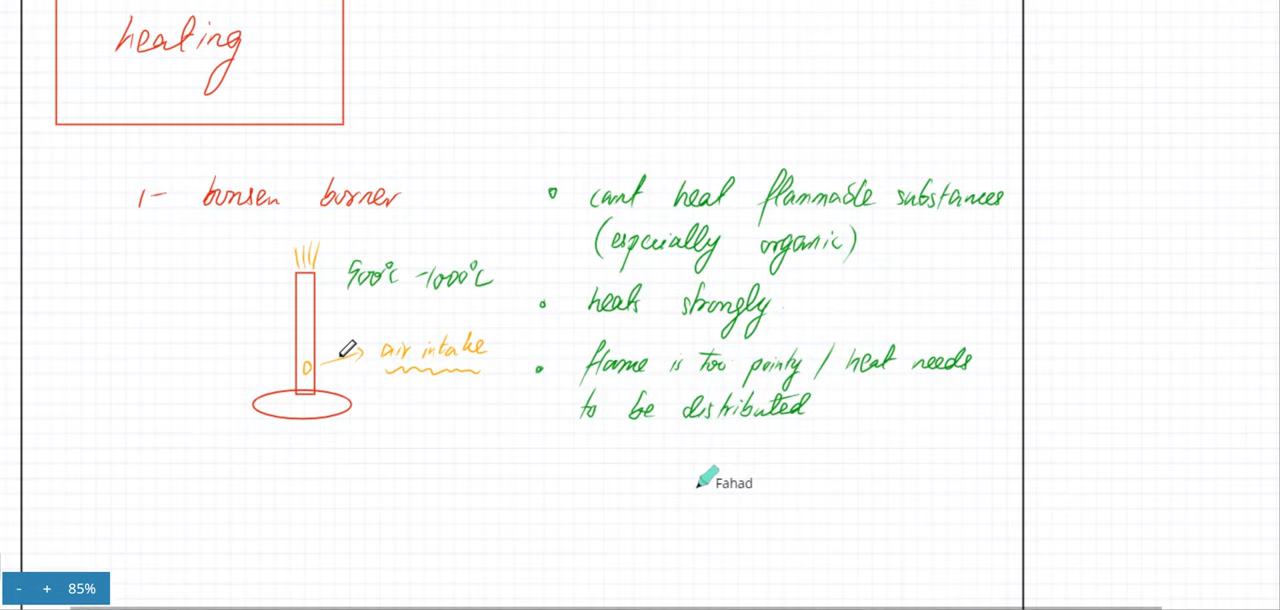 heating
1- bunsen burner
• cant heat flammable substances
(especially organic)
500°C -1000°C
• heats strongly
air intake
• flame is too pointy / heat needs
to be distributed
Fahad
- + 85%